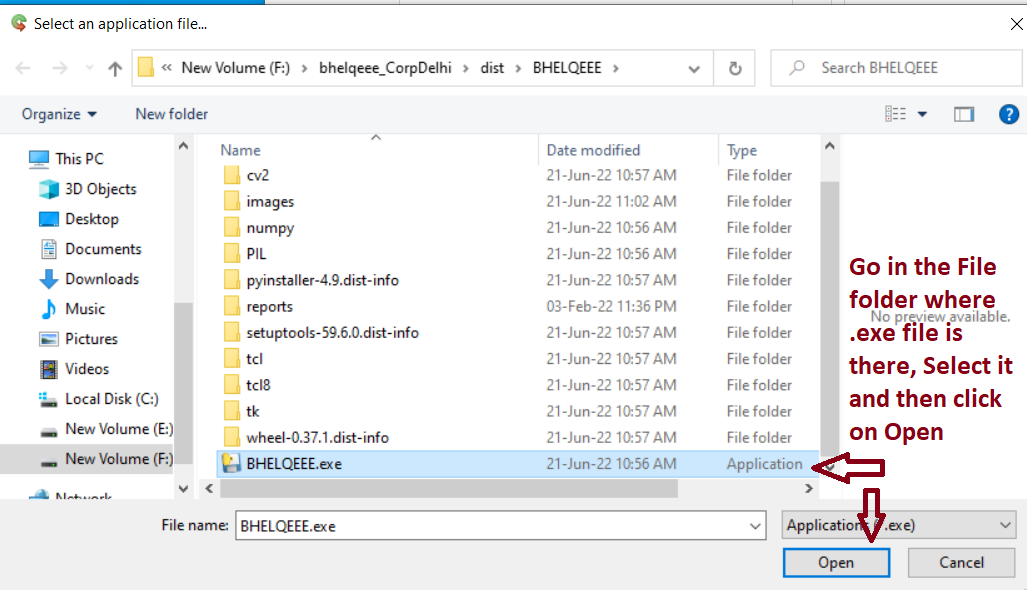 Select an application file...
« New Volume (F:) › bhelqeee_CorpDelhi › dist › BHELQEEE ›
Search BHELQEEE
Organize
New folder
This PC
3D Objects
Desktop
Documents
Downloads
Music
Pictures
Videos
Local Disk (C:)
New Volume (E:)
New Volume (F:)
Network
Name Date modified Type
cv2 21-Jun-22 10:57 AM File folder
images 21-Jun-22 11:02 AM File folder
numpy 21-Jun-22 10:56 AM File folder
PIL 21-Jun-22 10:56 AM File folder
pyinstaller-4.9.dist-info 21-Jun-22 10:57 AM File folder
reports 03-Feb-22 11:36 PM File folder
setuptools-59.6.0.dist-info 21-Jun-22 10:57 AM File folder
tcl 21-Jun-22 10:57 AM File folder
tcl8 21-Jun-22 10:57 AM File folder
tk 21-Jun-22 10:57 AM File folder
wheel-0.37.1.dist-info 21-Jun-22 10:57 AM File folder
BHELQEEE.exe 21-Jun-22 10:56 AM Application
No preview available.
Go in the File
folder where
.exe file is
there, Select it
and then click
on Open
File name: BHELQEEE.exe
Applications (*.exe)
Open
Cancel